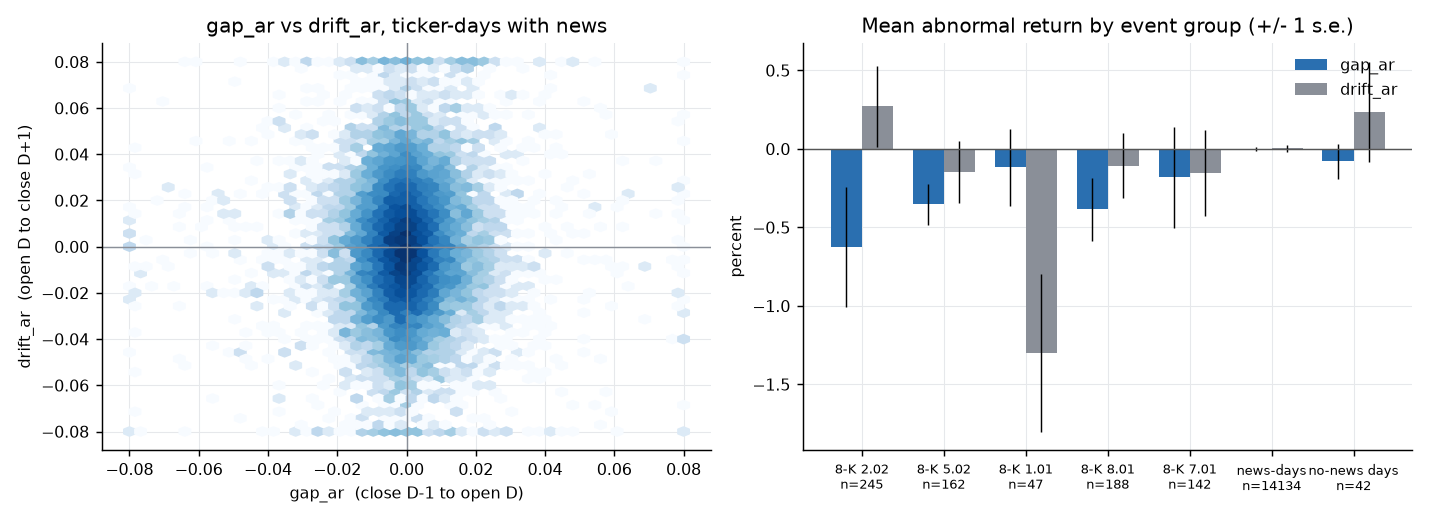 gap_ar vs drift_ar, ticker-days with news
drift_ar  (open D to close D+1)
0.08
0.06
0.04
0.02
0.00
−0.02
−0.04
−0.06
−0.08
−0.08
−0.06
−0.04
−0.02
0.00
0.02
0.04
0.06
0.08
gap_ar  (close D-1 to open D)
Mean abnormal return by event group (+/- 1 s.e.)
gap_ar
drift_ar
percent
0.5
0.0
−0.5
−1.0
−1.5
8-K 2.02
n=245
8-K 5.02
n=162
8-K 1.01
n=47
8-K 8.01
n=188
8-K 7.01
n=142
news-days
n=14134
no-news days
n=42